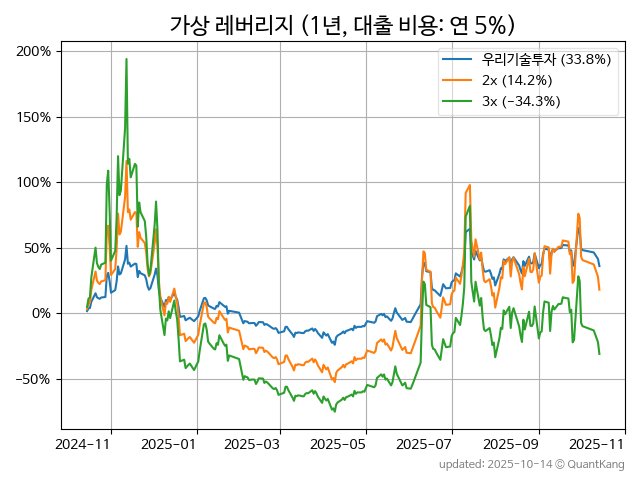 가상 레버리지 (1년, 대출 비용: 연 5%)
200%
150%
100%
50%
0%
−50%
우리기술투자 (33.8%)
2x (14.2%)
3x (−34.3%)
2024-11 2025-01 2025-03 2025-05 2025-07 2025-09 2025-11
updated: 2025-10-14 © QuantKang